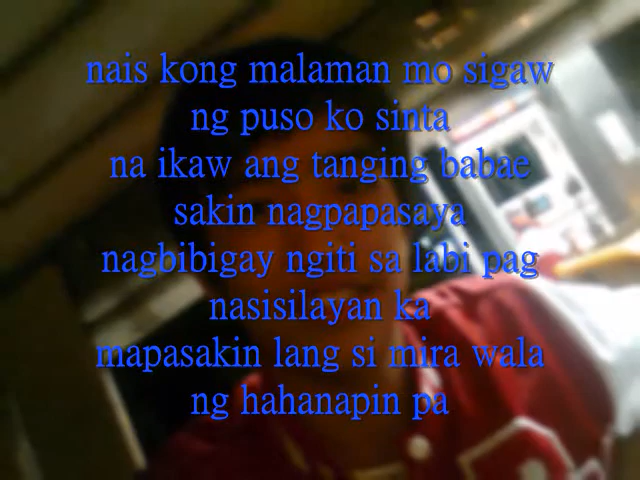 nais kong malaman mo sigaw
ng puso ko sinta
na ikaw ang tanging babae
sakin nagpapasaya
nagbibigay ngiti sa labi pag
nasisilayan ka
mapasakin lang si mira wala
ng hahanapin pa